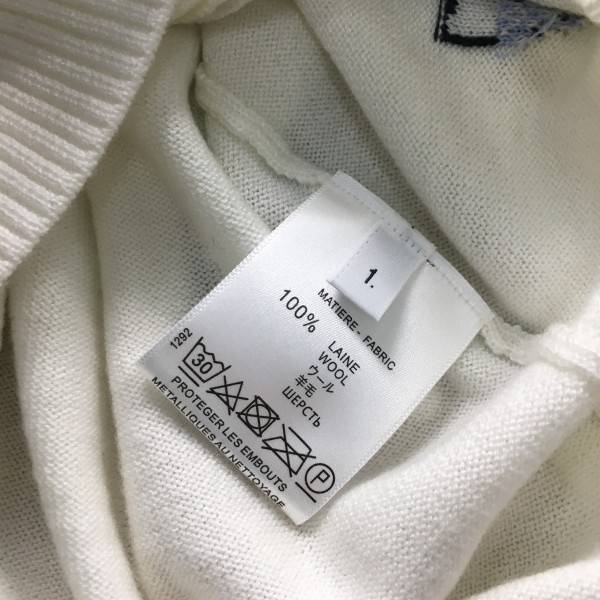 1.
MATIERE - FABRIC
100% LAINE
WOOL
ウール
羊毛
ШЕРСТЬ
1292
30
P
PROTEGER LES EMBOUTS
METALLIQUES AU NETTOYAGE